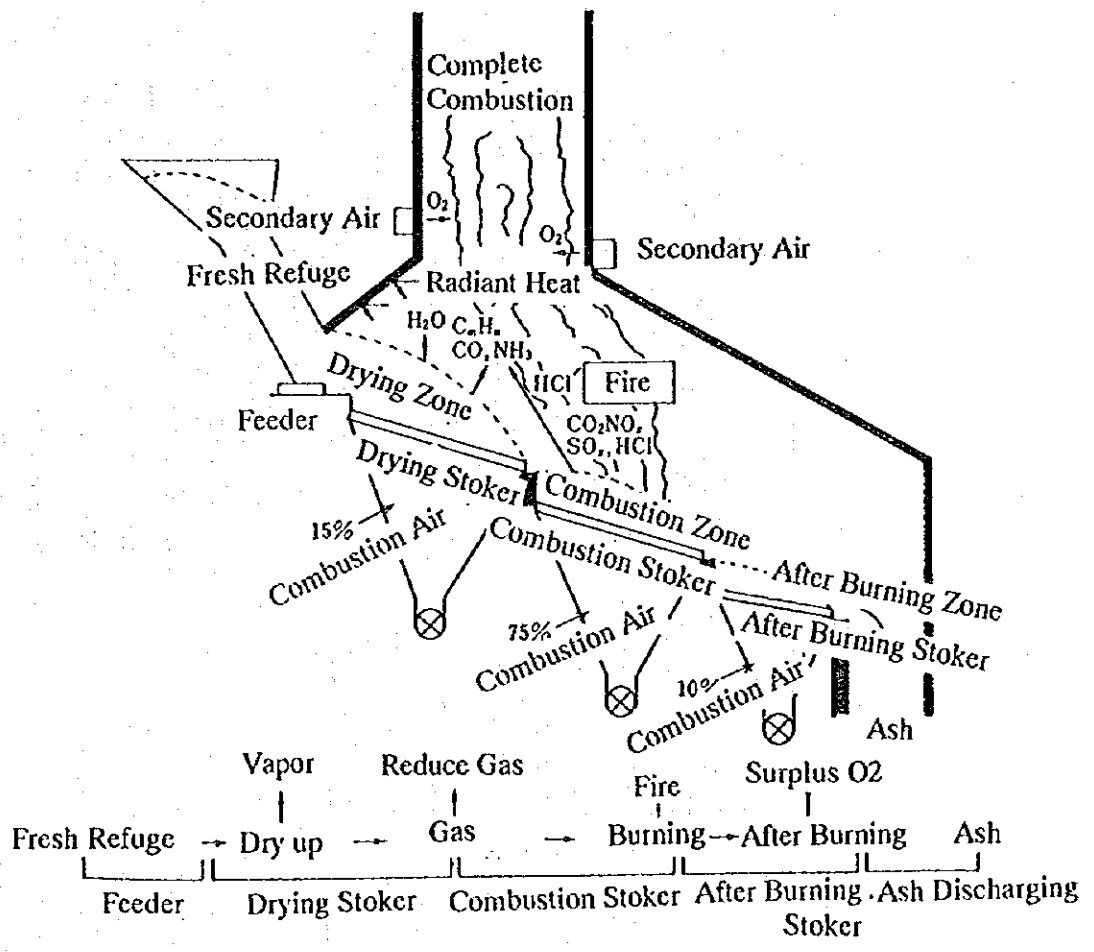 Complete
Combustion
O₂
Secondary Air
O₂
Secondary Air
Fresh Refuge
Radiant Heat
H₂O CₘHₙ
CO, NH₃
Drying Zone
HCl
Fire
Feeder
CO₂NOₓ
SOₓ, HCl
Drying Stoker
Combustion Zone
15%
Combustion Air
Combustion Stoker
After Burning Zone
75%
Combustion Air
After Burning Stoker
10%
Combustion Air
Ash
Vapor
Reduce Gas
Fire
Surplus O2
Fresh Refuge → Dry up → Gas → Burning → After Burning Ash
Feeder Drying Stoker Combustion Stoker After Burning Stoker Ash Discharging